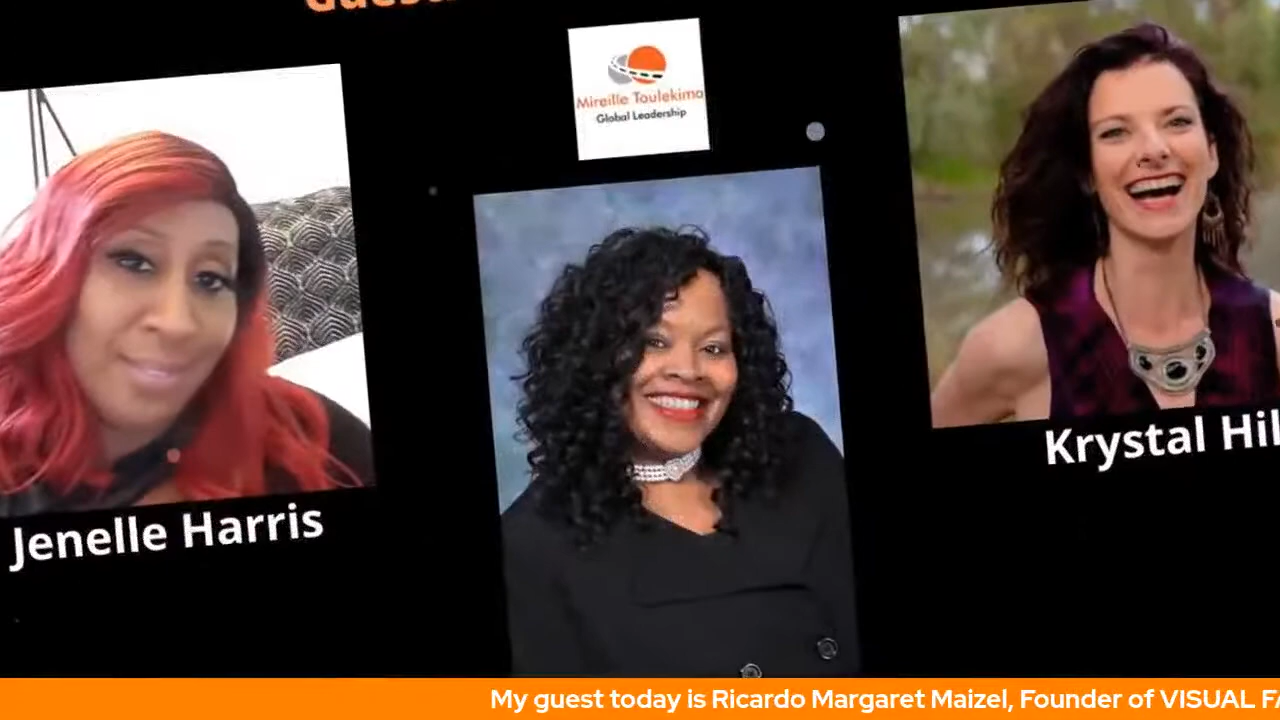 Mireille Toulekima
Global Leadership
Jenelle Harris
Krystal Hil
My guest today is Ricardo Margaret Maizel, Founder of VISUAL FA